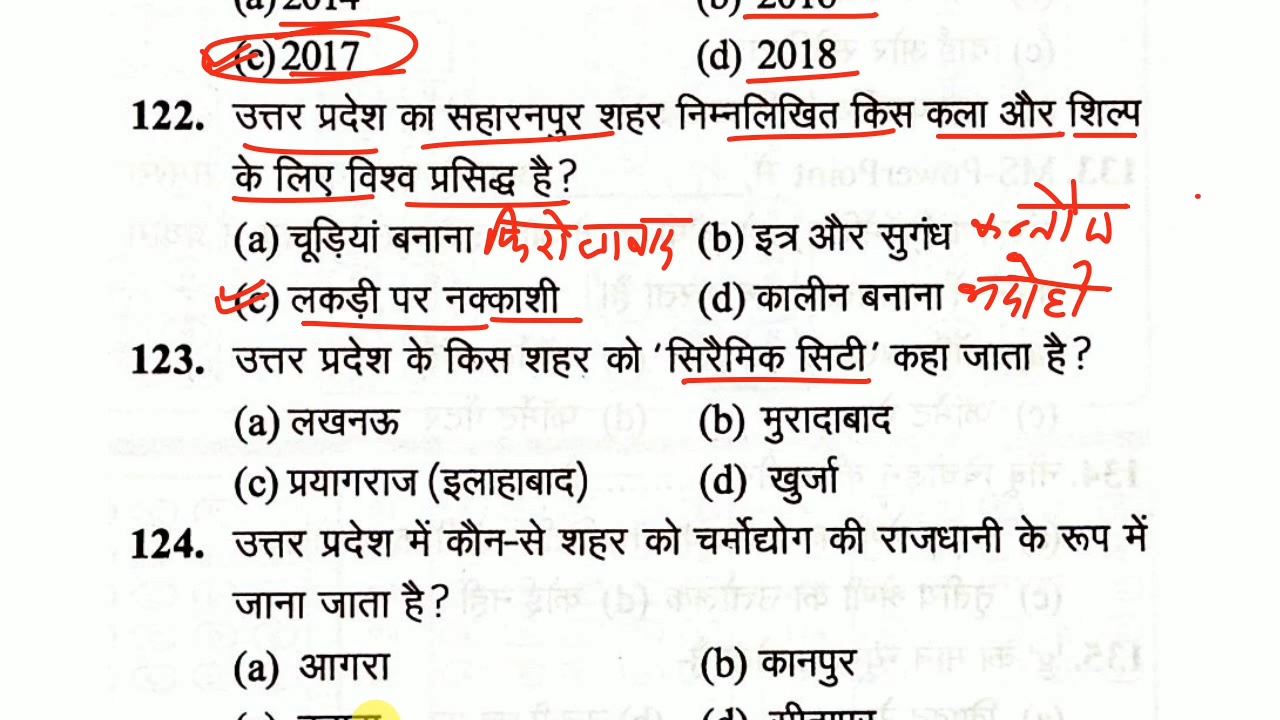 (a) 2014 (b) 2016
(c) 2017 (d) 2018
122. उत्तर प्रदेश का सहारनपुर शहर निम्नलिखित किस कला और शिल्प
के लिए विश्व प्रसिद्ध है?
(a) चूड़ियां बनाना फिरोजाबाद (b) इत्र और सुगंध कन्नौज
(c) लकड़ी पर नक्काशी (d) कालीन बनाना भदोही
123. उत्तर प्रदेश के किस शहर को 'सिरैमिक सिटी' कहा जाता है?
(a) लखनऊ (b) मुरादाबाद
(c) प्रयागराज (इलाहाबाद) (d) खुर्जा
124. उत्तर प्रदेश में कौन-से शहर को चर्मोद्योग की राजधानी के रूप में
जाना जाता है?
(a) आगरा (b) कानपुर